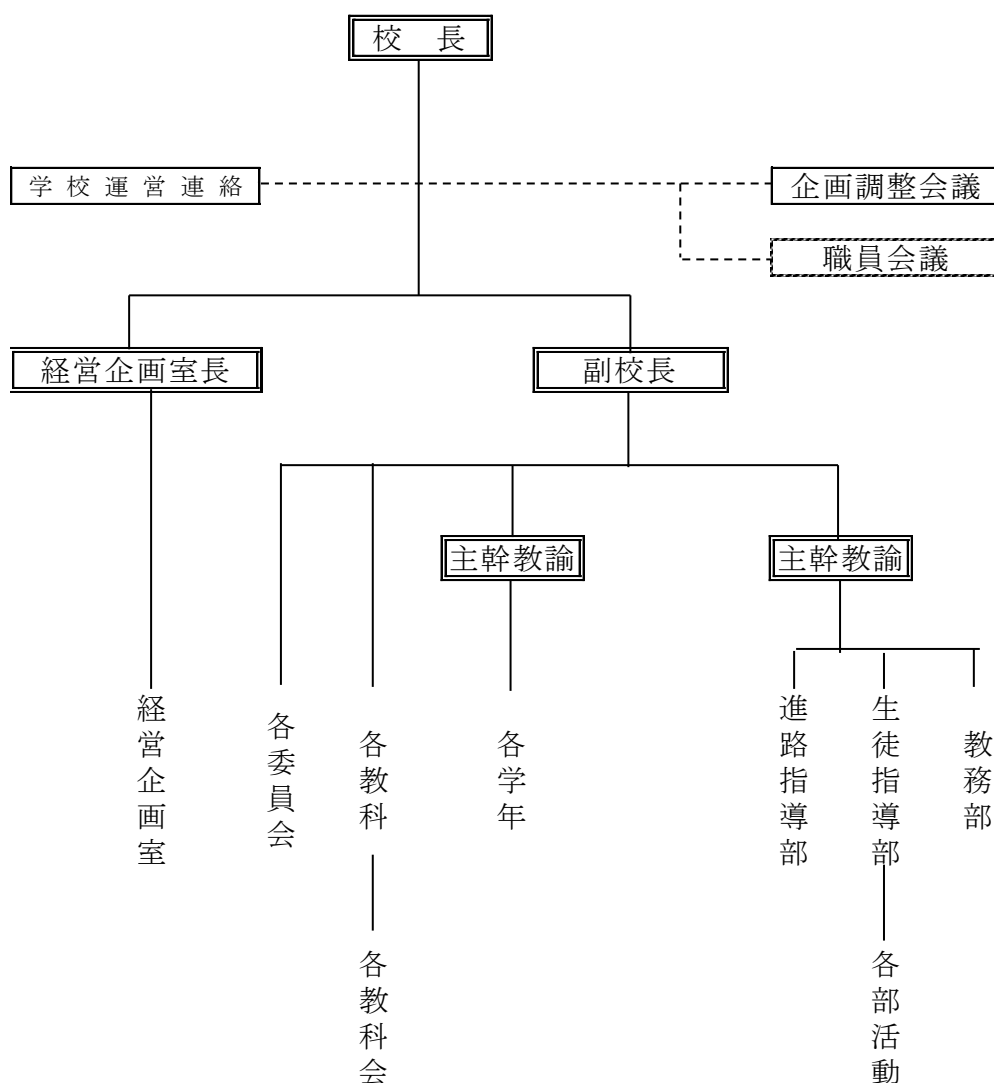 校　長
学 校 運 営 連 絡
企画調整会議
職員会議
経営企画室長
副校長
主幹教諭
主幹教諭
経営企画室
各委員会
各教科
各学年
進路指導部
生徒指導部
教務部
各教科会
各部活動